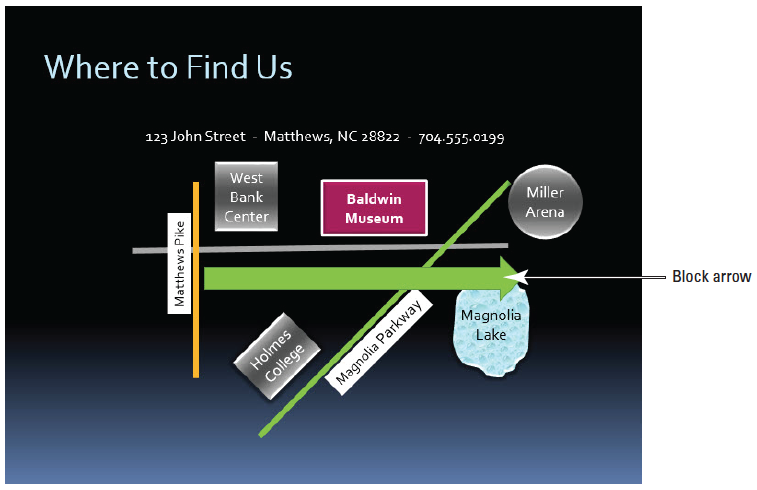 Where to Find Us
123 John Street - Matthews, NC 28822 - 704.555.0199
West
Bank
Center
Baldwin
Museum
Miller
Arena
Matthews Pike
Block arrow
Magnolia
Lake
Magnolia Parkway
Holmes
College